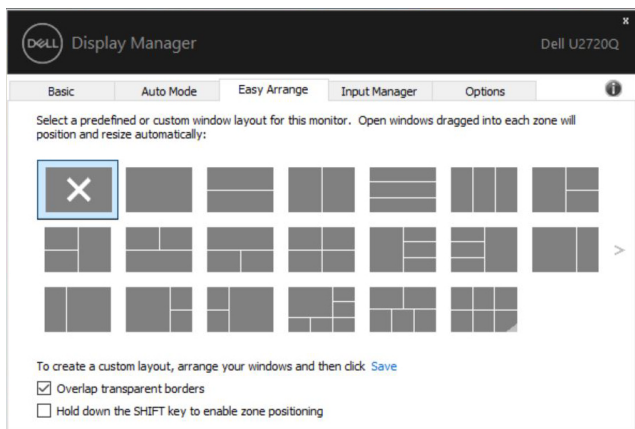 x
DELL Display Manager Dell U2720Q
Basic Auto Mode Easy Arrange Input Manager Options i
Select a predefined or custom window layout for this monitor. Open windows dragged into each zone will
position and resize automatically:
>
To create a custom layout, arrange your windows and then click Save
Overlap transparent borders
Hold down the SHIFT key to enable zone positioning